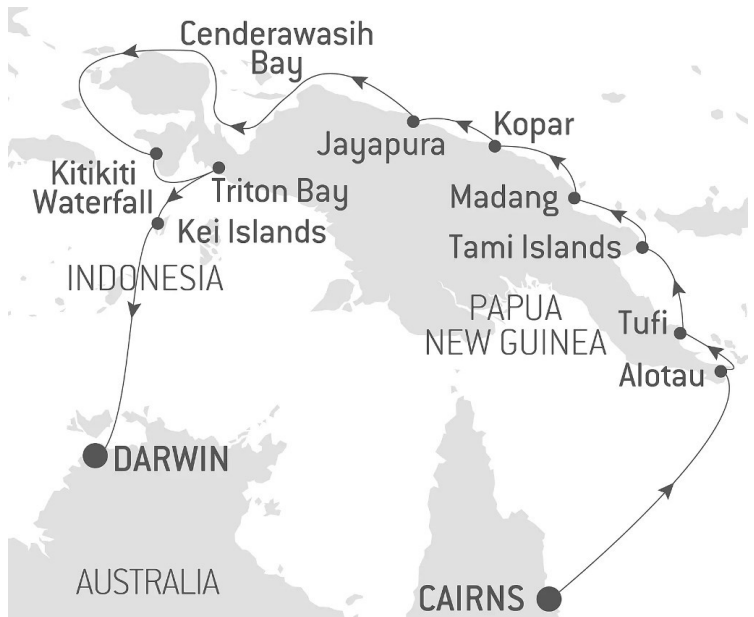 Cenderawasih
Bay
Kopar
Jayapura
Kitikiti
Waterfall
Triton Bay
Madang
Kei Islands
Tami Islands
INDONESIA
PAPUA
NEW GUINEA
Tufi
Alotau
DARWIN
AUSTRALIA
CAIRNS